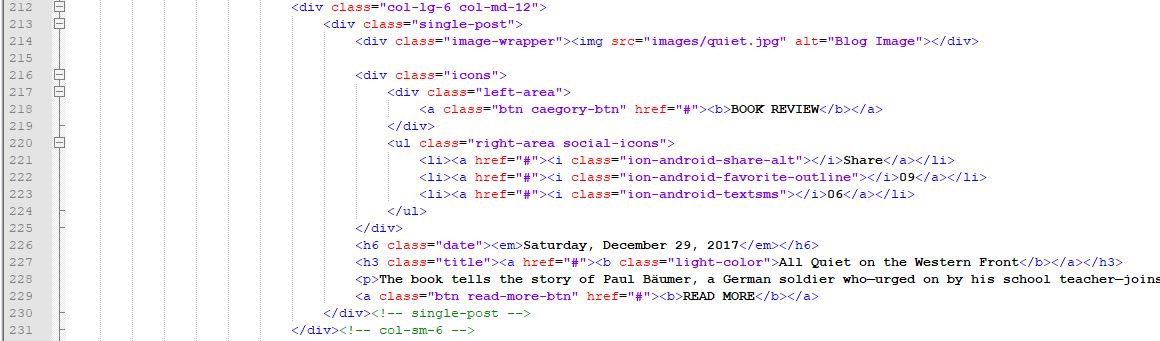 212 <div class="col-lg-6 col-md-12">
213 <div class="single-post">
214 <div class="image-wrapper"><img src="images/quiet.jpg" alt="Blog Image"></div>
215
216 <div class="icons">
217 <div class="left-area">
218 <a class="btn caegory-btn" href="#"><b>BOOK REVIEW</b></a>
219 </div>
220 <ul class="right-area social-icons">
221 <li><a href="#"><i class="ion-android-share-alt"></i>Share</a></li>
222 <li><a href="#"><i class="ion-android-favorite-outline"></i>09</a></li>
223 <li><a href="#"><i class="ion-android-textsms"></i>06</a></li>
224 </ul>
225 </div>
226 <h6 class="date"><em>Saturday, December 29, 2017</em></h6>
227 <h3 class="title"><a href="#"><b class="light-color">All Quiet on the Western Front</b></a></h3>
228 <p>The book tells the story of Paul Bäumer, a German soldier who—urged on by his school teacher—joins
229 <a class="btn read-more-btn" href="#"><b>READ MORE</b></a>
230 </div><!-- single-post -->
231 </div><!-- col-sm-6 -->